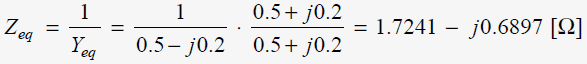 Z_eq = 1/Y_eq = 1/(0.5 − j0.2) · (0.5 + j0.2)/(0.5 + j0.2) = 1.7241 − j0.6897 [Ω]